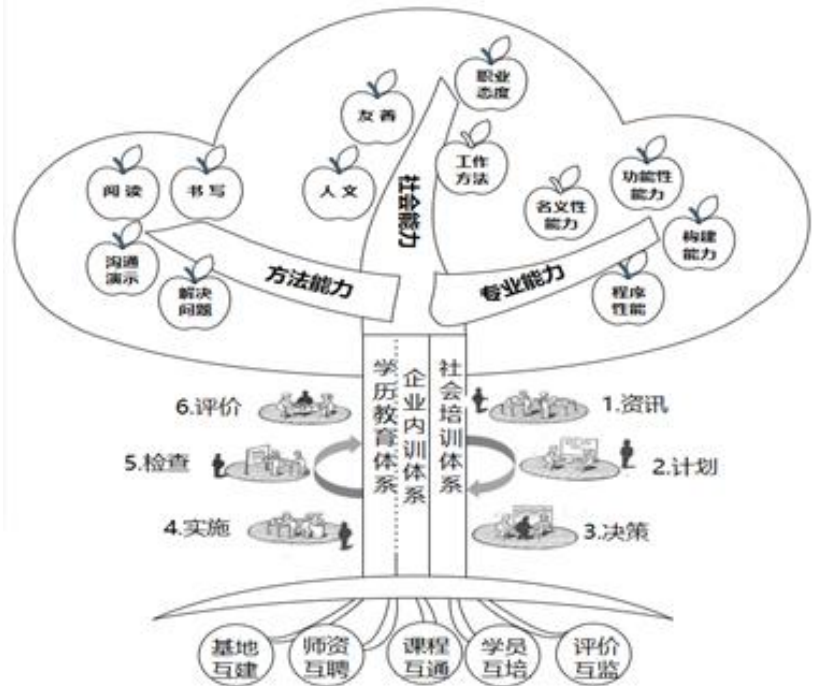 职业
态度
友善
工作
方法
阅读
书写
人文
功能性
能力
名义性
能力
构建
能力
沟通
演示
解决
问题
程序
性能
社会能力
方法能力
专业能力
学历教育体系
企业内训体系
社会培训体系
6.评价
1.资讯
5.检查
2.计划
4.实施
3.决策
基地
互建
师资
互聘
课程
互通
学员
互培
评价
互监